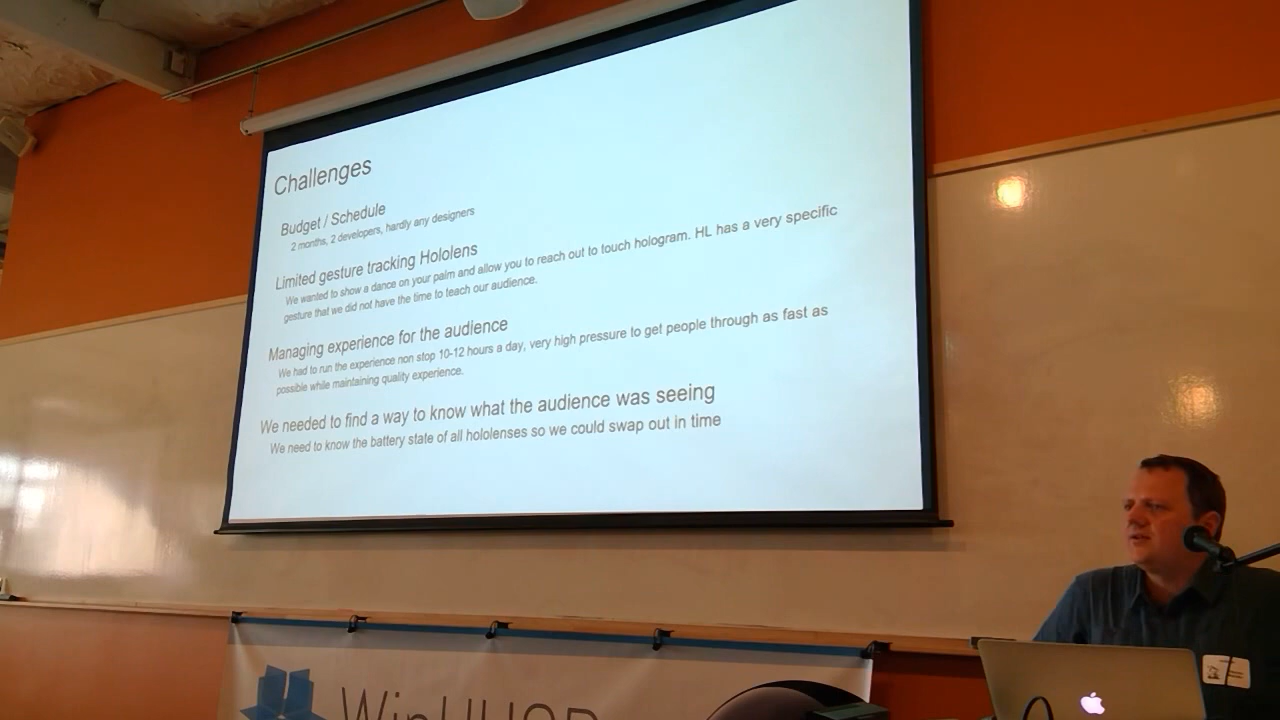 Challenges
Budget / Schedule
2 months, 2 developers, hardly any designers
Limited gesture tracking Hololens
We wanted to show a dance on your palm and allow you to reach out to touch hologram. HL has a very specific
gesture that we did not have the time to teach our audience.
Managing experience for the audience
We had to run the experience non stop 10-12 hours a day, very high pressure to get people through as fast as
possible while maintaining quality experience.
We needed to find a way to know what the audience was seeing
We need to know the battery state of all hololenses so we could swap out in time